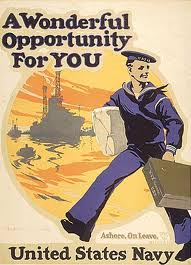 A Wonderful
Opportunity
For YOU
Ashore, On Leave,
United States Navy